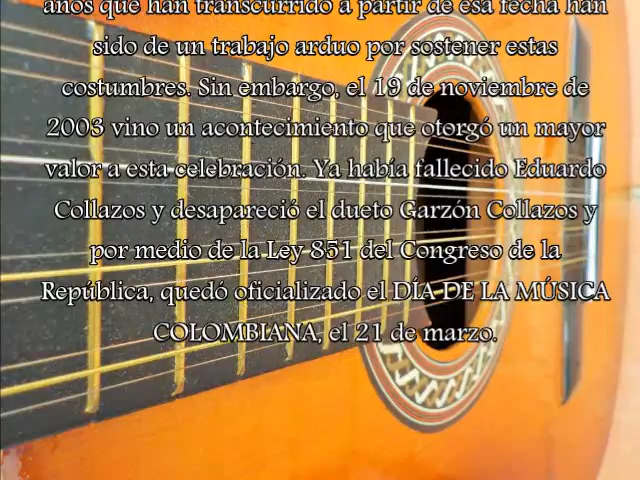 años que han transcurrido a partir de esa fecha han
sido de un trabajo arduo por sostener estas
costumbres. Sin embargo, el 19 de noviembre de
2003 vino un acontecimiento que otorgó un mayor
valor a esta celebración. Ya había fallecido Eduardo
Collazos y desapareció el dueto Garzón Collazos y
por medio de la Ley 851 del Congreso de la
República, quedó oficializado el DÍA DE LA MÚSICA
COLOMBIANA, el 21 de marzo.